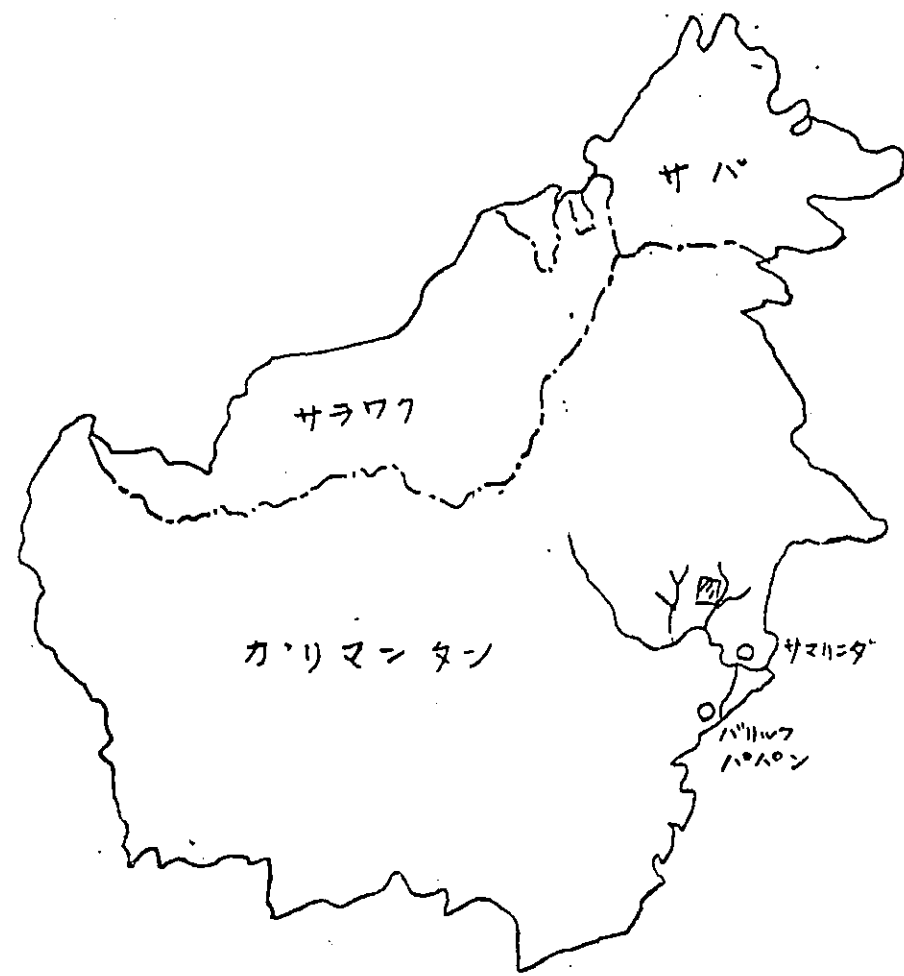 サバ
サラワク
カリマンタン
サマリンダ
バリック
パパン